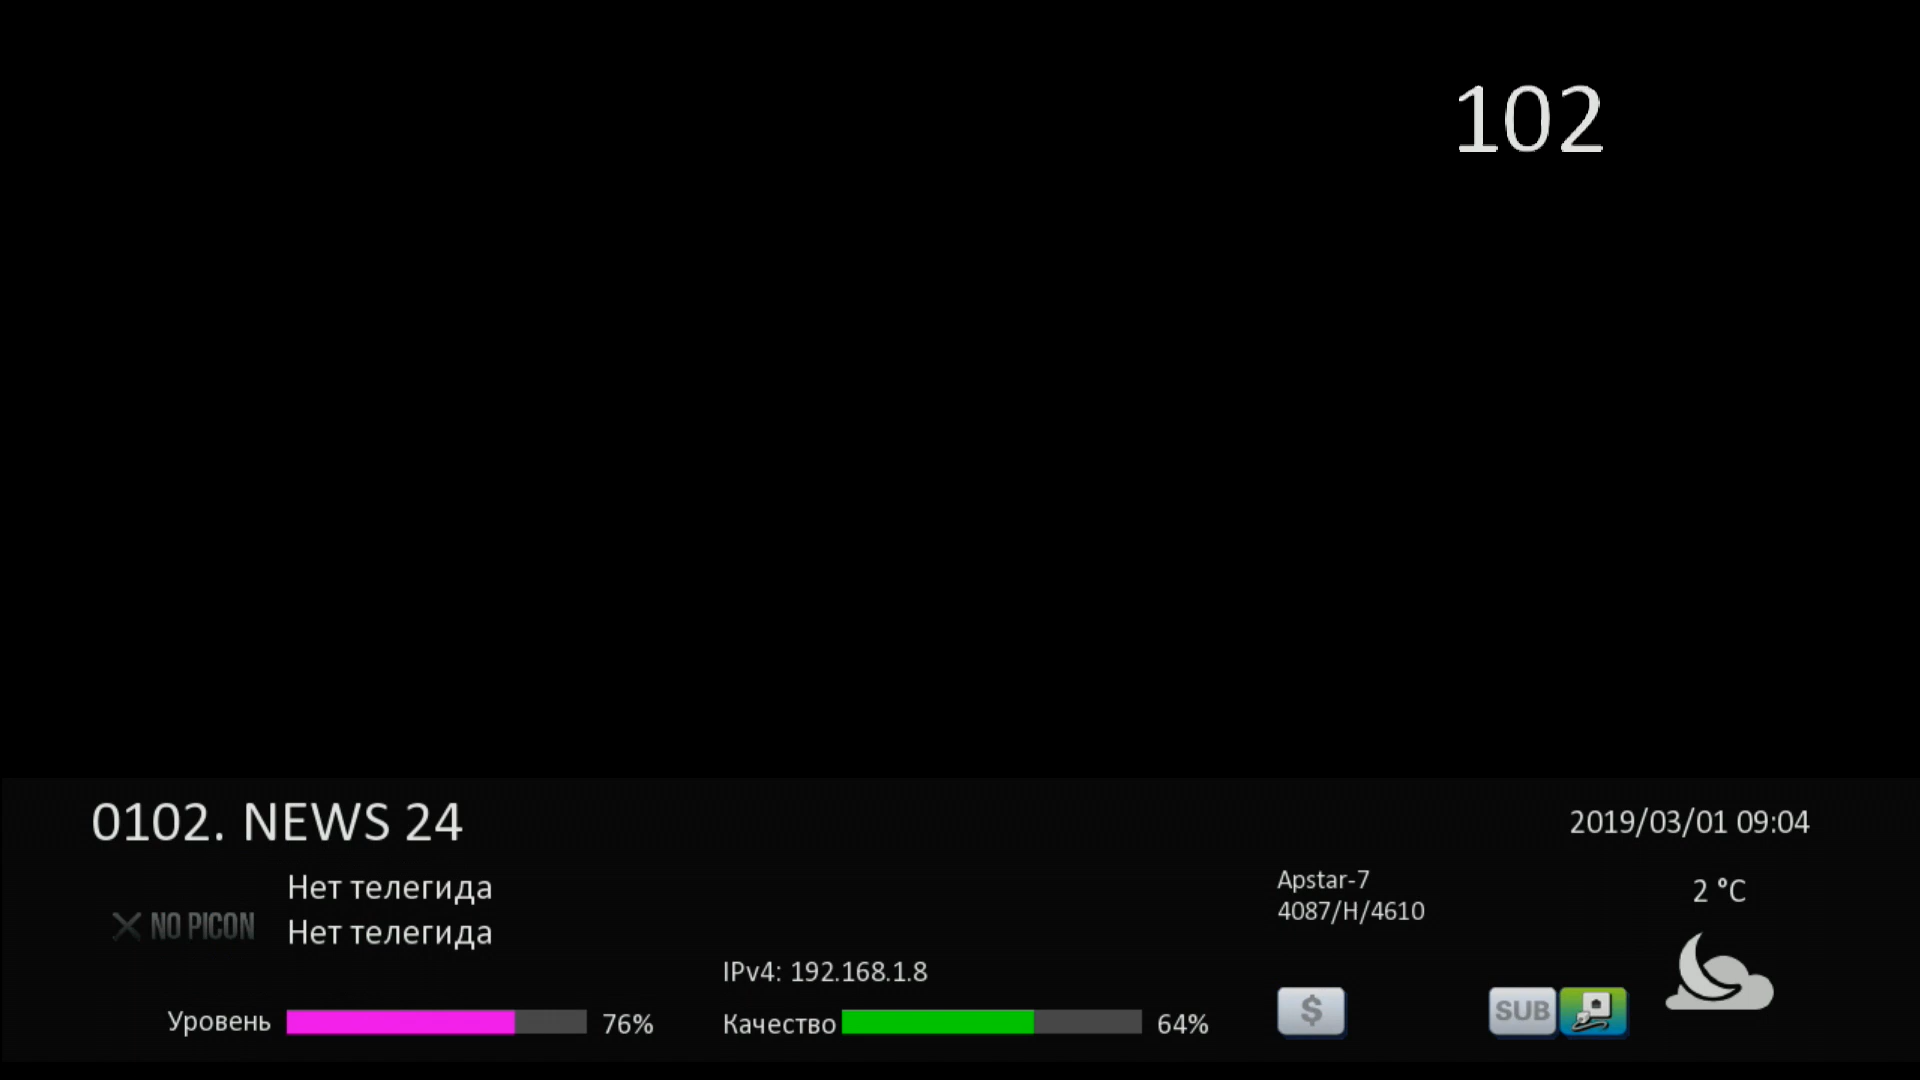 102
0102. NEWS 24
2019/03/01 09:04
Нет телегида
Apstar-7
2 °C
4087/H/4610
NO PICON
Нет телегида
IPv4: 192.168.1.8
Уровень 76% Качество 64%
$ SUB